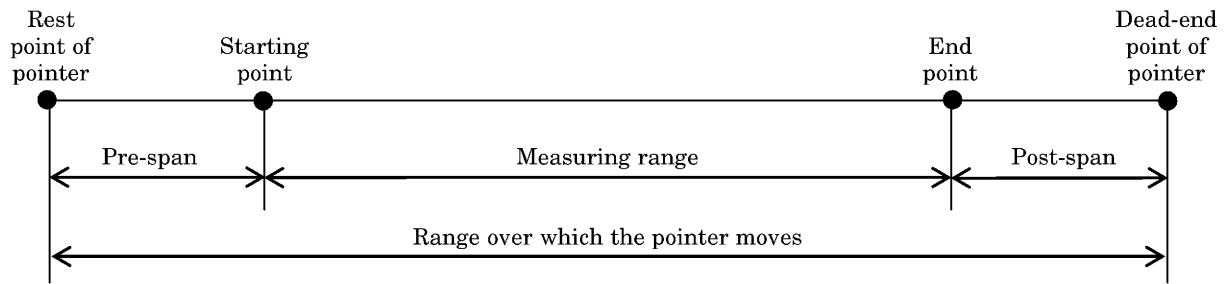 Rest
point of
pointer
Starting
point
End
point
Dead-end
point of
pointer
Pre-span
Measuring range
Post-span
Range over which the pointer moves